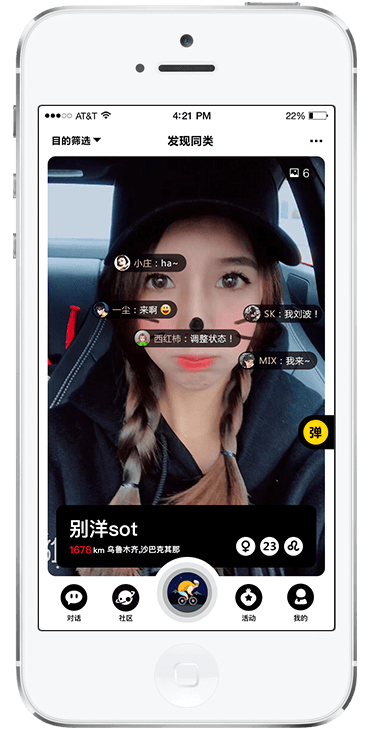 AT&T 4:21 PM 22%
目的筛选 发现同类
6
小庄：ha~
一尘：来啊
SK：我刘波！
西红柿：调整状态！
MIX：我来~
弹
别洋sot
1678km 乌鲁木齐,沙巴克其那
23
对话 社区 活动 我的